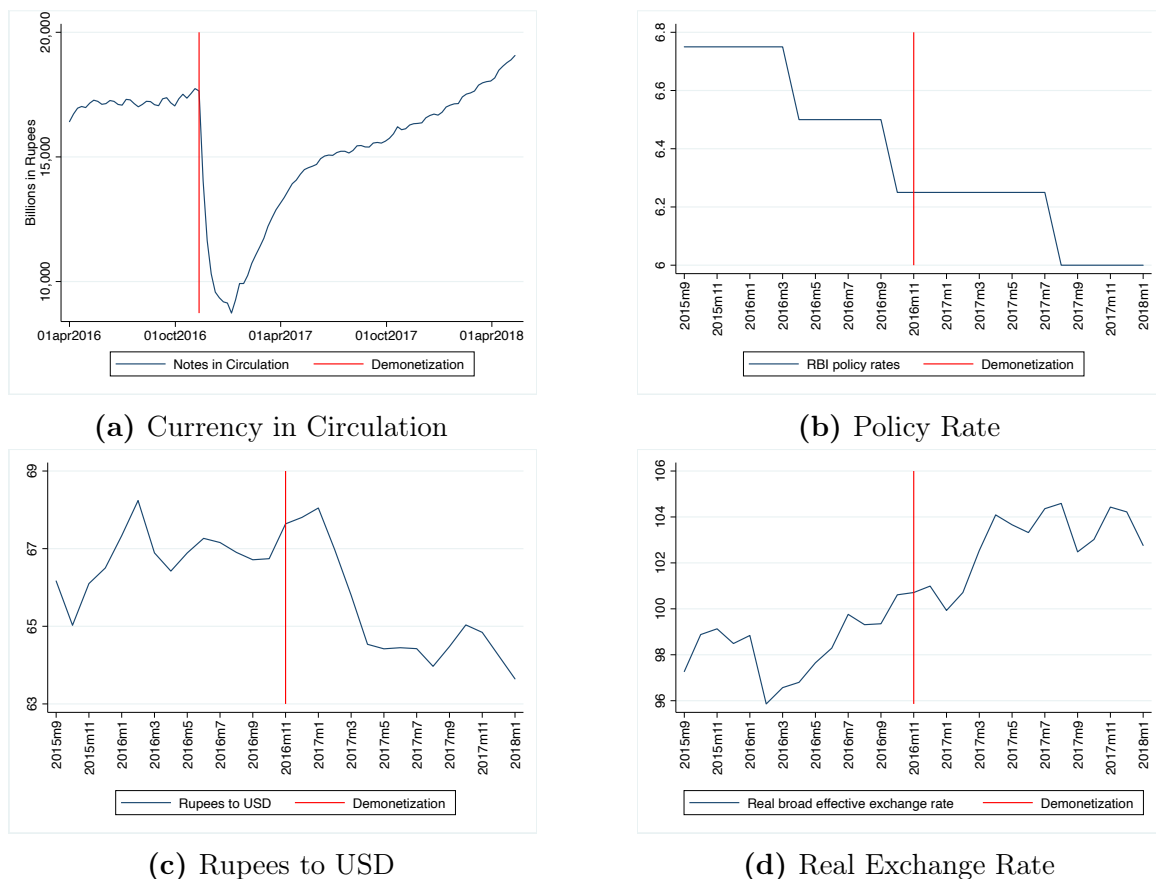 Billions in Rupees
20,000
15,000
10,000
01apr2016 01oct2016 01apr2017 01oct2017 01apr2018
Notes in Circulation Demonetization
(a) Currency in Circulation
6.8
6.6
6.4
6.2
6
2015m9 2015m11 2016m1 2016m3 2016m5 2016m7 2016m9 2016m11 2017m1 2017m3 2017m5 2017m7 2017m9 2017m11 2018m1
RBI policy rates Demonetization
(b) Policy Rate
69
67
65
63
2015m9 2015m11 2016m1 2016m3 2016m5 2016m7 2016m9 2016m11 2017m1 2017m3 2017m5 2017m7 2017m9 2017m11 2018m1
Rupees to USD Demonetization
(c) Rupees to USD
106
104
102
100
98
96
2015m9 2015m11 2016m1 2016m3 2016m5 2016m7 2016m9 2016m11 2017m1 2017m3 2017m5 2017m7 2017m9 2017m11 2018m1
Real broad effective exchange rate Demonetization
(d) Real Exchange Rate